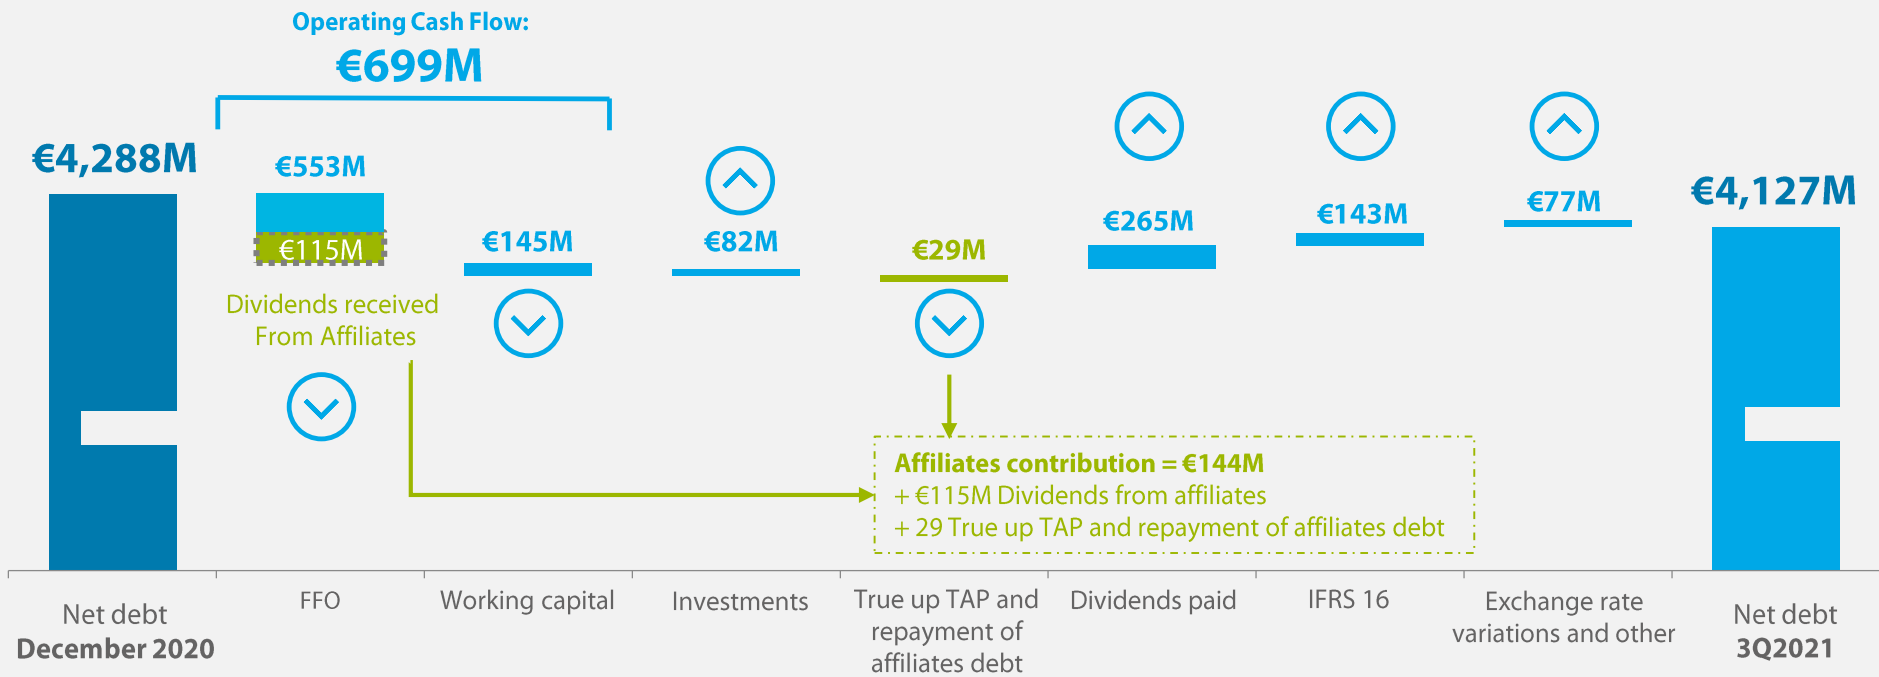 Operating Cash Flow:
€699M
€4,288M
€553M
€115M
Dividends received
From Affiliates
€145M
€82M
€29M
€265M
€143M
€77M
€4,127M
Affiliates contribution = €144M
+ €115M Dividends from affiliates
+ 29 True up TAP and repayment of affiliates debt
Net debt
December 2020
FFO
Working capital
Investments
True up TAP and
repayment of
affiliates debt
Dividends paid
IFRS 16
Exchange rate
variations and other
Net debt
3Q2021